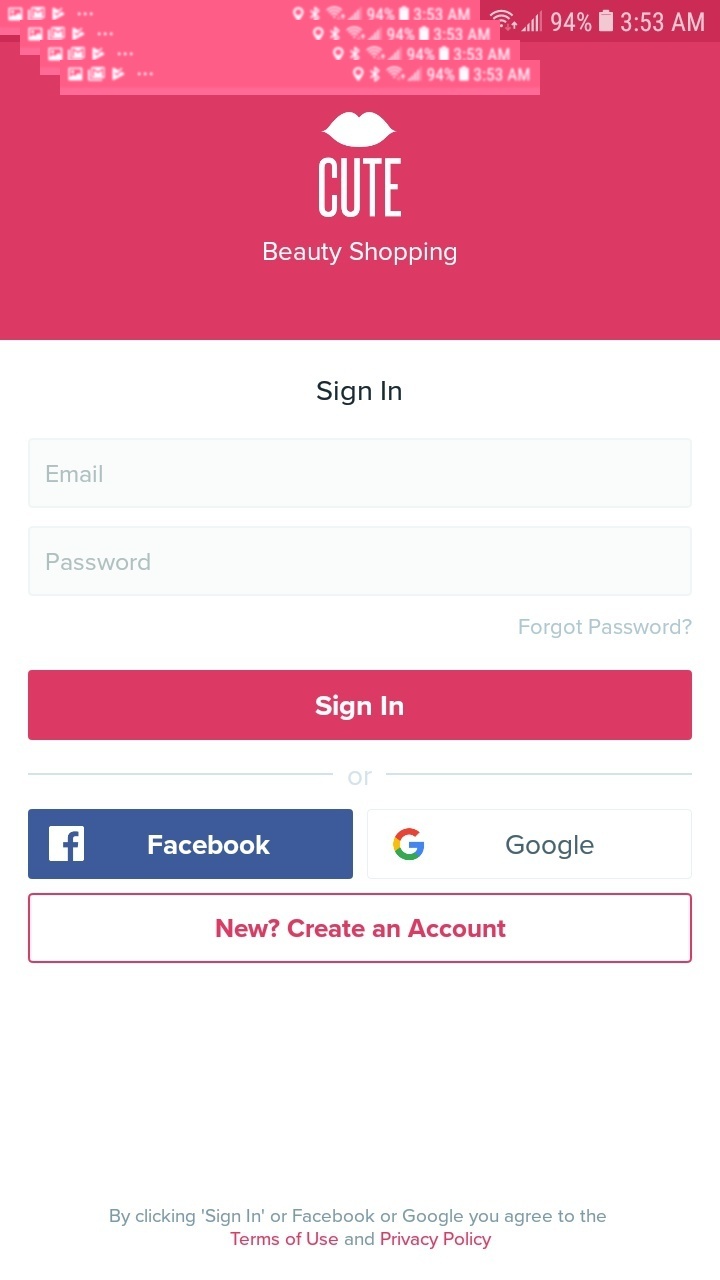 94% 3:53 AM
94% 3:53 AM
94% 3:53 AM
94% 3:53 AM
94% 3:53 AM
CUTE
Beauty Shopping
Sign In
Email
Password
Forgot Password?
Sign In
or
Facebook
Google
New? Create an Account
By clicking 'Sign In' or Facebook or Google you agree to the
Terms of Use and Privacy Policy